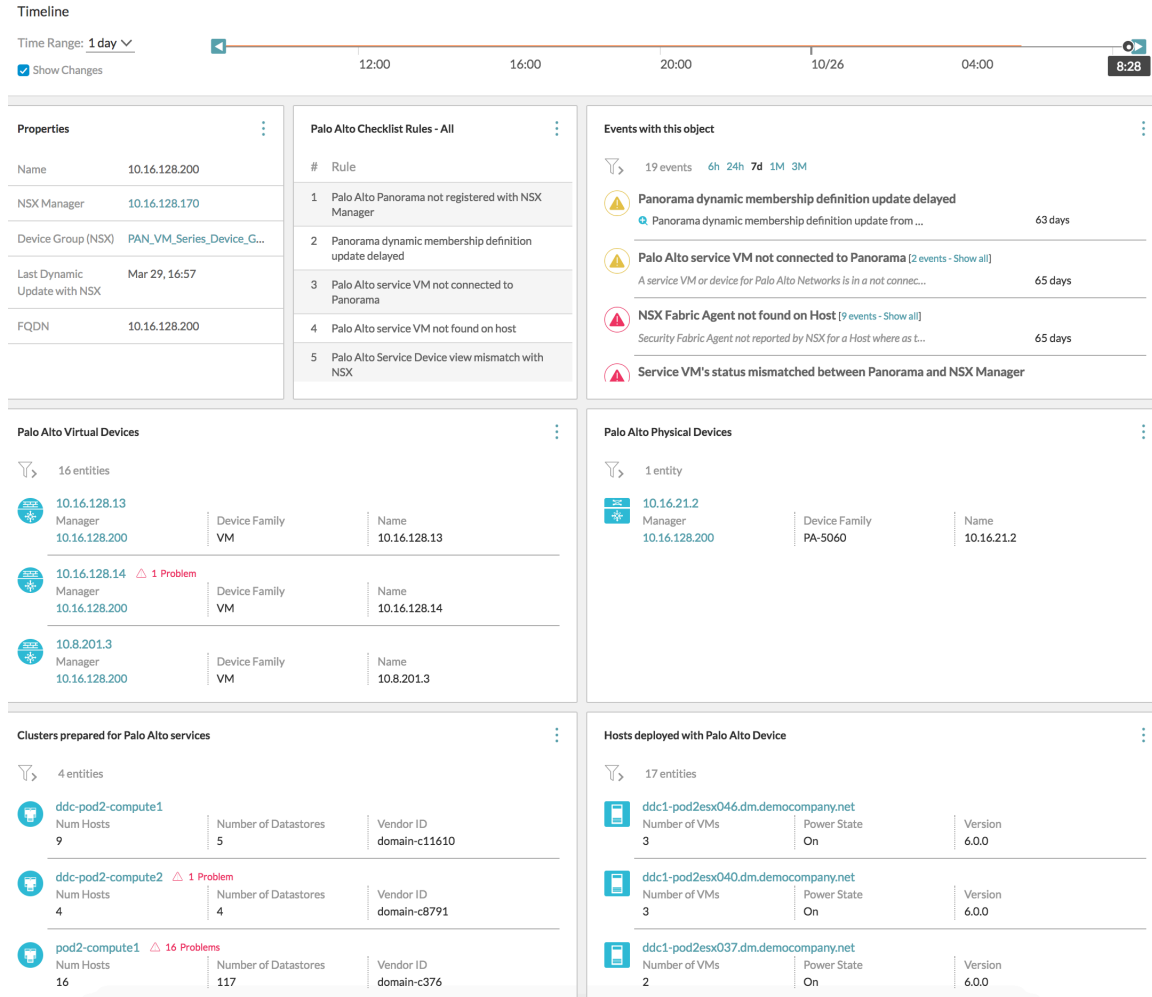 Timeline
Time Range: 1 day
Show Changes
12:00
16:00
20:00
10/26
04:00
8:28
Properties
Name 10.16.128.200
NSX Manager 10.16.128.170
Device Group (NSX) PAN_VM_Series_Device_G...
Last Dynamic Mar 29, 16:57
Update with NSX
FQDN 10.16.128.200
Palo Alto Checklist Rules - All
# Rule
1 Palo Alto Panorama not registered with NSX
Manager
2 Panorama dynamic membership definition
update delayed
3 Palo Alto service VM not connected to
Panorama
4 Palo Alto service VM not found on host
5 Palo Alto Service Device view mismatch with
NSX
Events with this object
19 events 6h 24h 7d 1M 3M
Panorama dynamic membership definition update delayed
Panorama dynamic membership definition update from ... 63 days
Palo Alto service VM not connected to Panorama [2 events - Show all]
A service VM or device for Palo Alto Networks is in a not connec... 65 days
NSX Fabric Agent not found on Host [9 events - Show all]
Security Fabric Agent not reported by NSX for a Host where as t... 65 days
Service VM's status mismatched between Panorama and NSX Manager
Palo Alto Virtual Devices
16 entities
10.16.128.13
Manager Device Family Name
10.16.128.200 VM 10.16.128.13
10.16.128.14 1 Problem
Manager Device Family Name
10.16.128.200 VM 10.16.128.14
10.8.201.3
Manager Device Family Name
10.16.128.200 VM 10.8.201.3
Palo Alto Physical Devices
1 entity
10.16.21.2
Manager Device Family Name
10.16.128.200 PA-5060 10.16.21.2
Clusters prepared for Palo Alto services
4 entities
ddc-pod2-compute1
Num Hosts Number of Datastores Vendor ID
9 5 domain-c11610
ddc-pod2-compute2 1 Problem
Num Hosts Number of Datastores Vendor ID
4 4 domain-c8791
pod2-compute1 16 Problems
Num Hosts Number of Datastores Vendor ID
16 117 domain-c376
Hosts deployed with Palo Alto Device
17 entities
ddc1-pod2esx046.dm.democompany.net
Number of VMs Power State Version
3 On 6.0.0
ddc1-pod2esx040.dm.democompany.net
Number of VMs Power State Version
3 On 6.0.0
ddc1-pod2esx037.dm.democompany.net
Number of VMs Power State Version
2 On 6.0.0